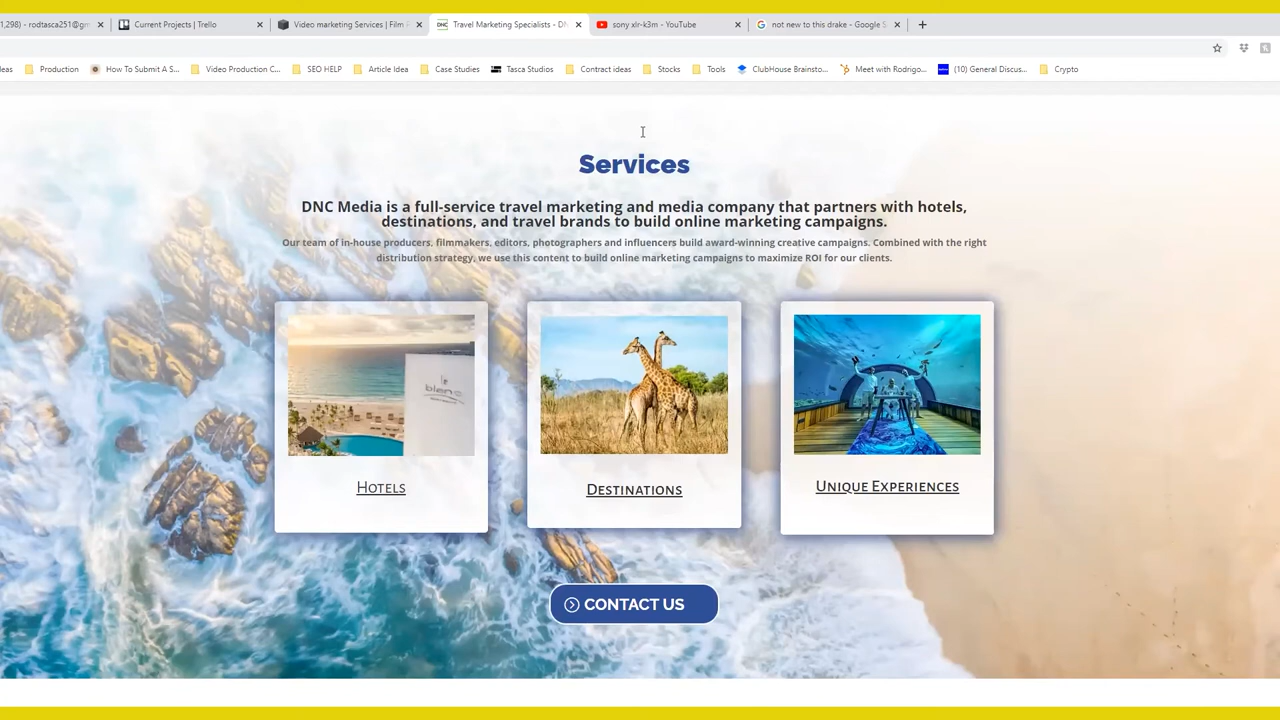 1,298) - rodtasca251@gm
Current Projects | Trello
Video marketing Services | Film P
DNC Travel Marketing Specialists - DN
sony xlr-k3m - YouTube
not new to this drake - Google S
eas
Production
How To Submit A S...
Video Production C...
SEO HELP
Article Idea
Case Studies
Tasca Studios
Contract ideas
Stocks
Tools
ClubHouse Brainsto...
Meet with Rodrigo...
(10) General Discus...
Crypto
Services
DNC Media is a full-service travel marketing and media company that partners with hotels,
destinations, and travel brands to build online marketing campaigns.
Our team of in-house producers, filmmakers, editors, photographers and influencers build award-winning creative campaigns. Combined with the right
distribution strategy, we use this content to build online marketing campaigns to maximize ROI for our clients.
Hotels
Destinations
Unique Experiences
CONTACT US